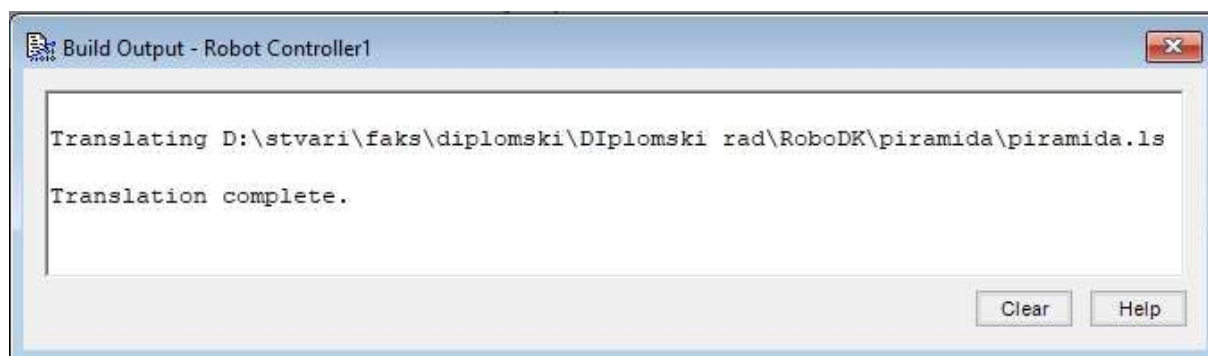 Build Output - Robot Controller1
Translating D:\stvari\faks\diplomski\DIplomski rad\RoboDK\piramida\piramida.ls
Translation complete.
Clear Help